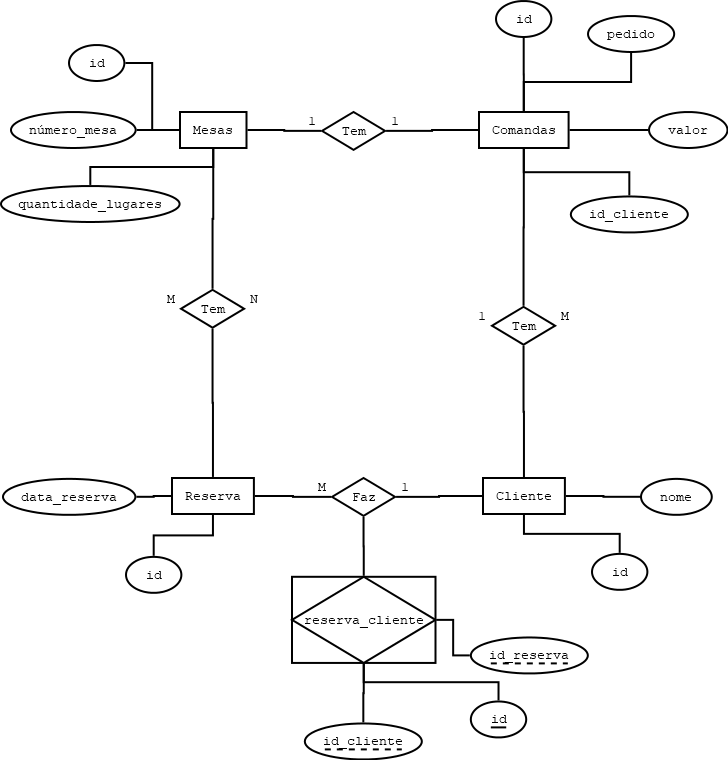 id
pedido
id
número_mesa
Mesas
1
Tem
1
Comandas
valor
quantidade_lugares
id_cliente
M
Tem
N
1
Tem
M
data_reserva
Reserva
M
Faz
1
Cliente
nome
id
id
reserva_cliente
id_reserva
id
id_cliente